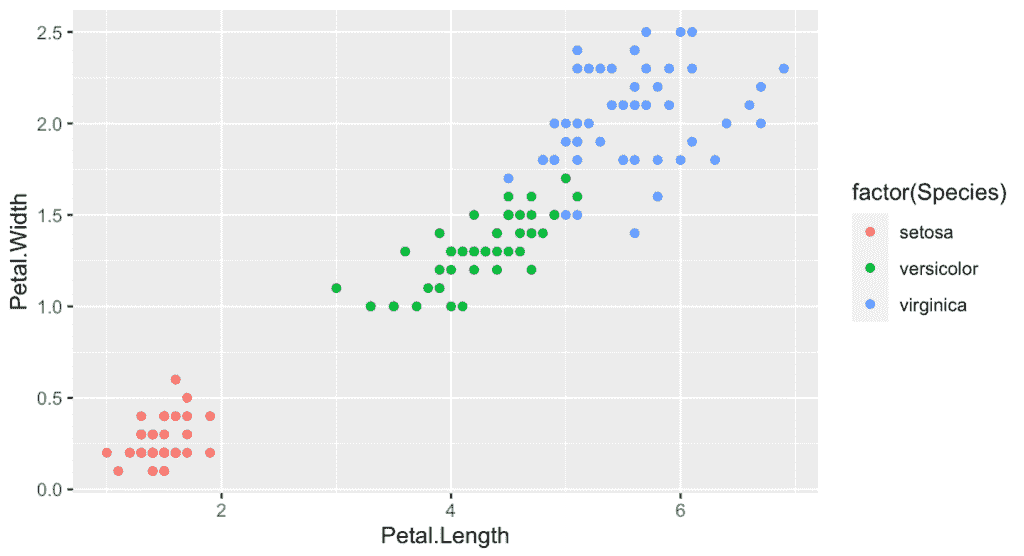 2.5
2.0
1.5
1.0
0.5
0.0
Petal.Width
2 4 6
Petal.Length
factor(Species)
setosa
versicolor
virginica